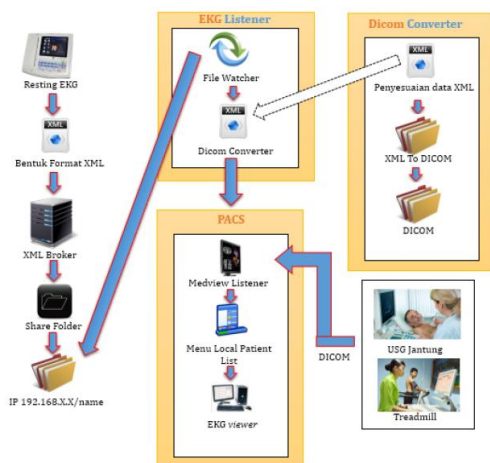 Resting EKG
XML
Bentuk Format XML
XML Broker
Share Folder
IP 192.168.X.X/name
EKG Listener
File Watcher
XML
Dicom Converter
PACS
Medview Listener
Menu Local Patient
List
EKG viewer
Dicom Converter
XML
Penyesuaian data XML
XML To DICOM
DICOM
DICOM
USG Jantung
Treadmill